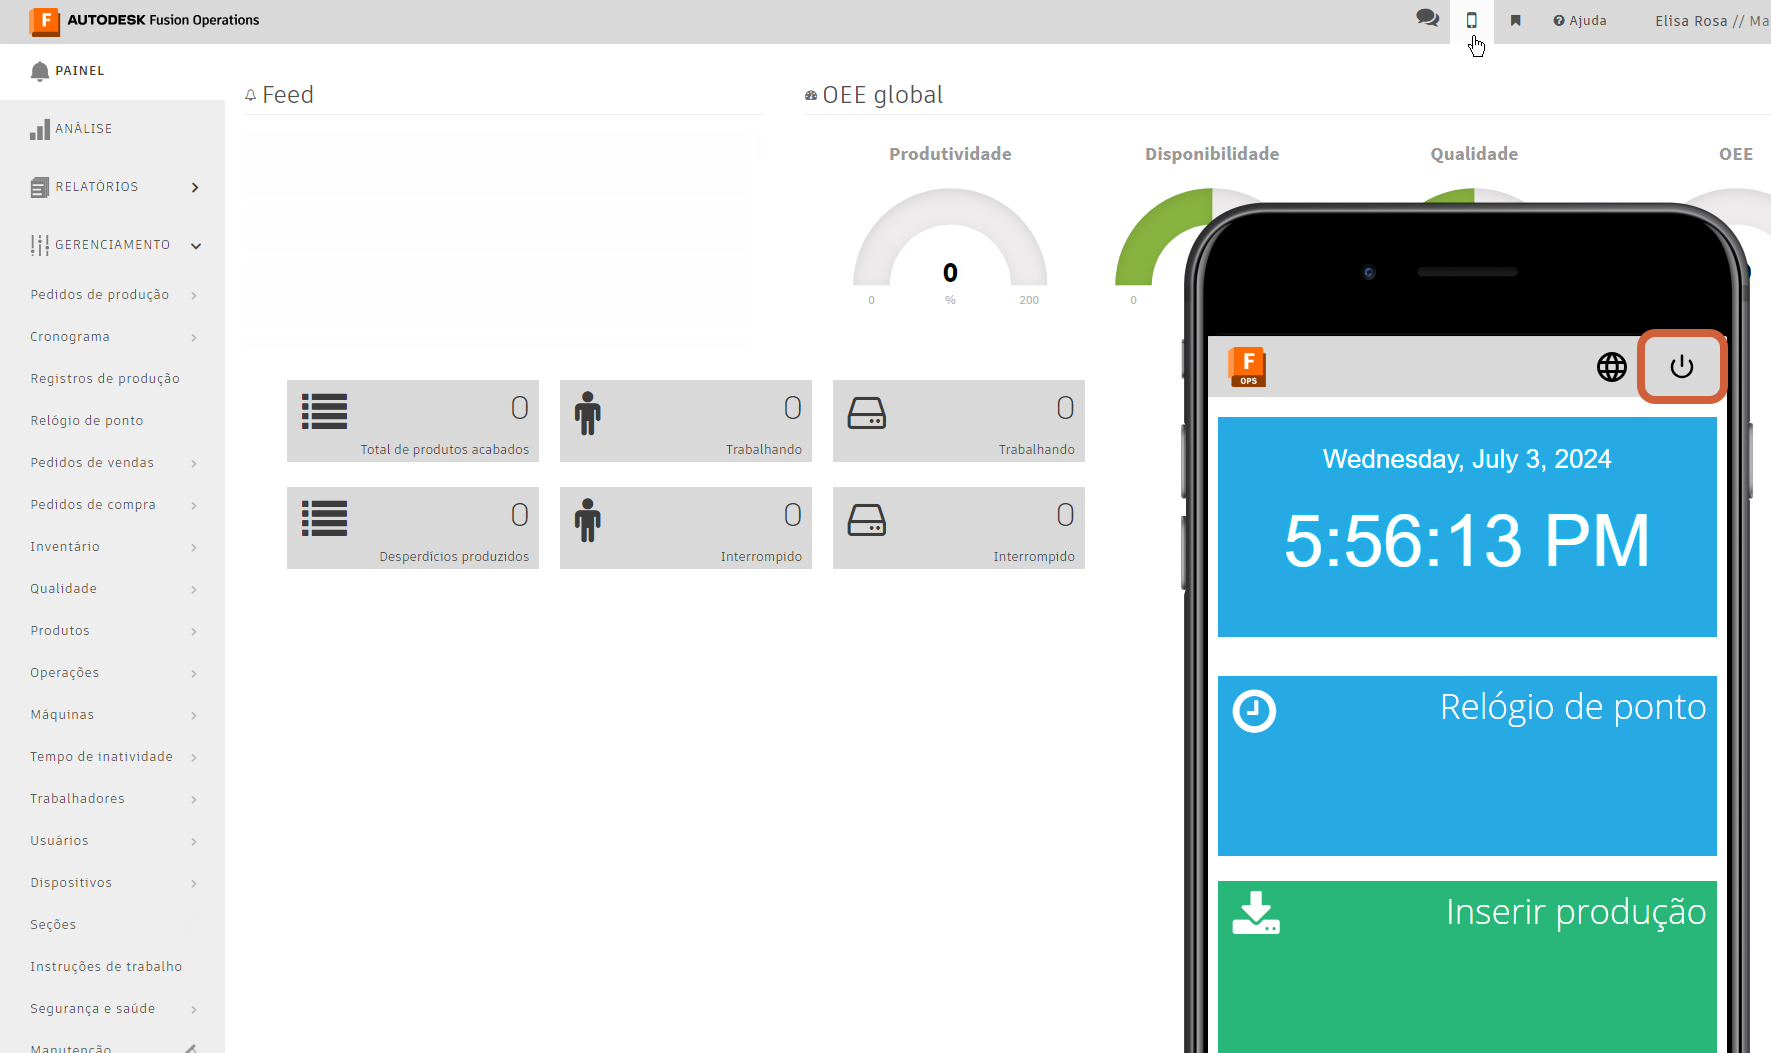 AUTODESK Fusion Operations
Ajuda
Elisa Rosa // Ma
PAINEL
ANÁLISE
RELATÓRIOS
GERENCIAMENTO
Pedidos de produção
Cronograma
Registros de produção
Relógio de ponto
Pedidos de vendas
Pedidos de compra
Inventário
Qualidade
Produtos
Operações
Máquinas
Tempo de inatividade
Trabalhadores
Usuários
Dispositivos
Seções
Instruções de trabalho
Segurança e saúde
Manutenção
Feed
OEE global
Produtividade
Disponibilidade
Qualidade
OEE
0
0
%
200
0
0
Total de produtos acabados
0
Trabalhando
0
Trabalhando
0
Desperdícios produzidos
0
Interrompido
0
Interrompido
F
OPS
Wednesday, July 3, 2024
5:56:13 PM
Relógio de ponto
Inserir produção